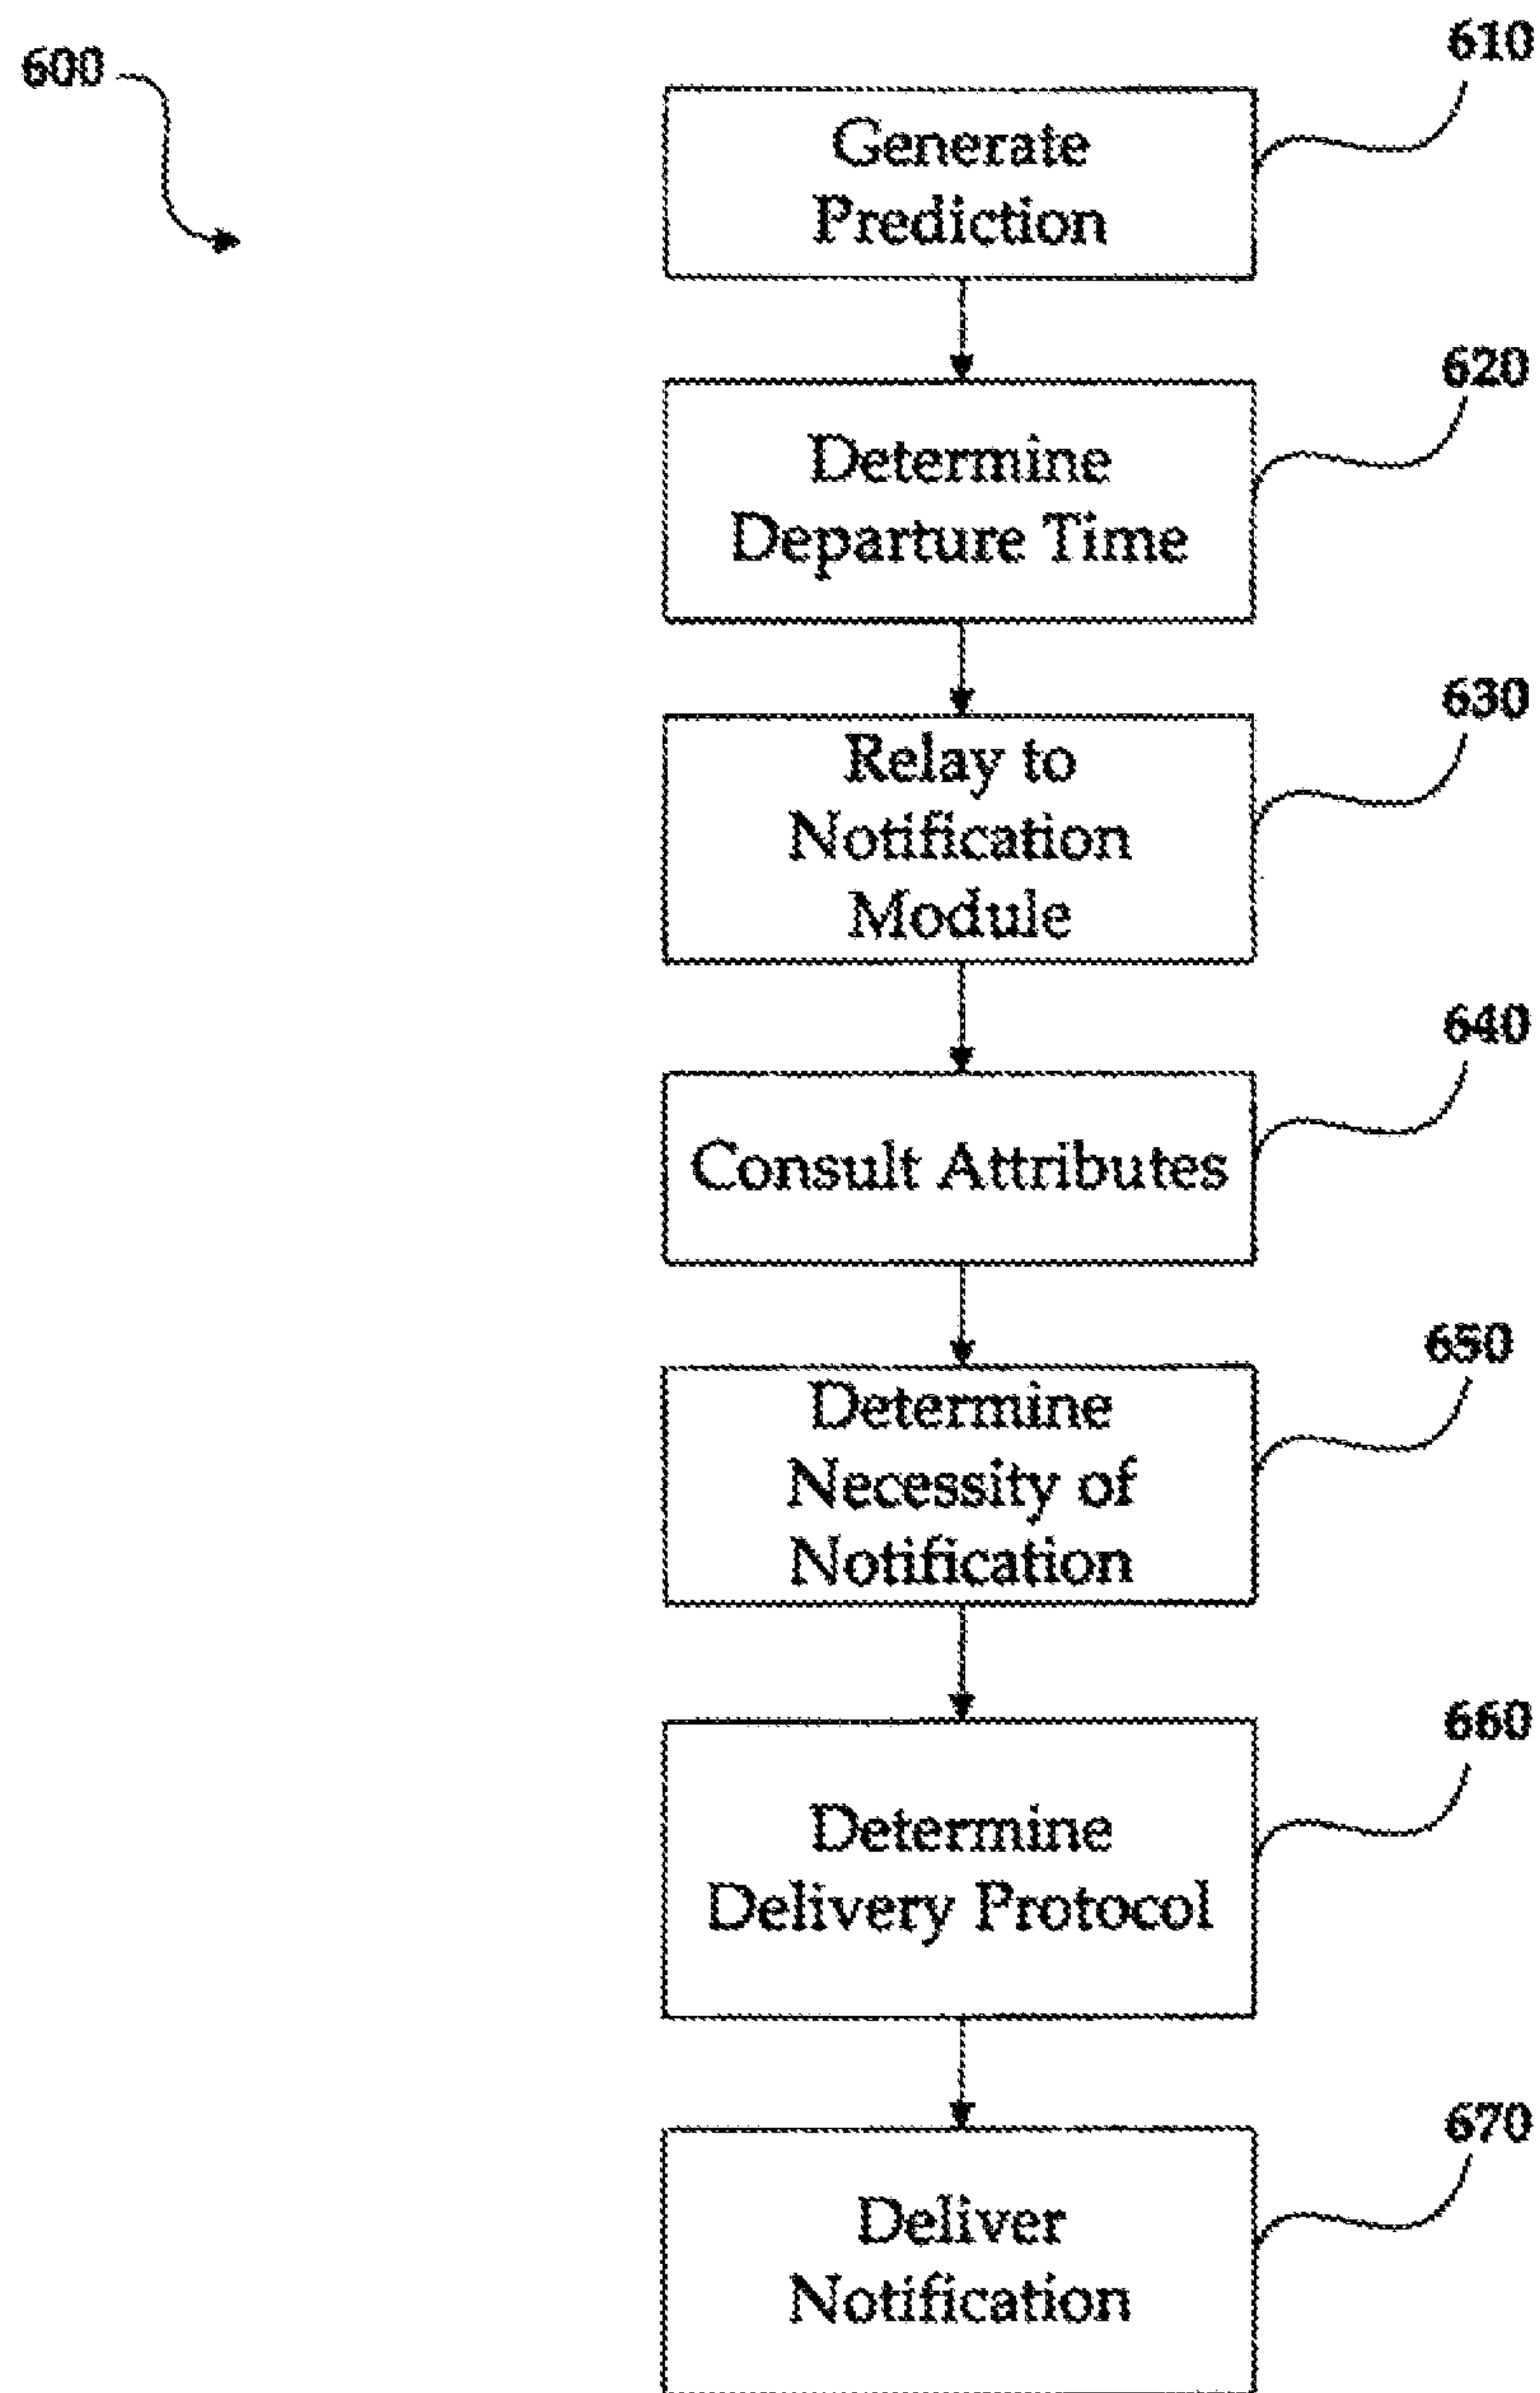 600
610
Generate
Prediction
620
Determine
Departure Time
630
Relay to
Notification
Module
640
Consult Attributes
650
Determine
Necessity of
Notification
660
Determine
Delivery Protocol
670
Deliver
Notification